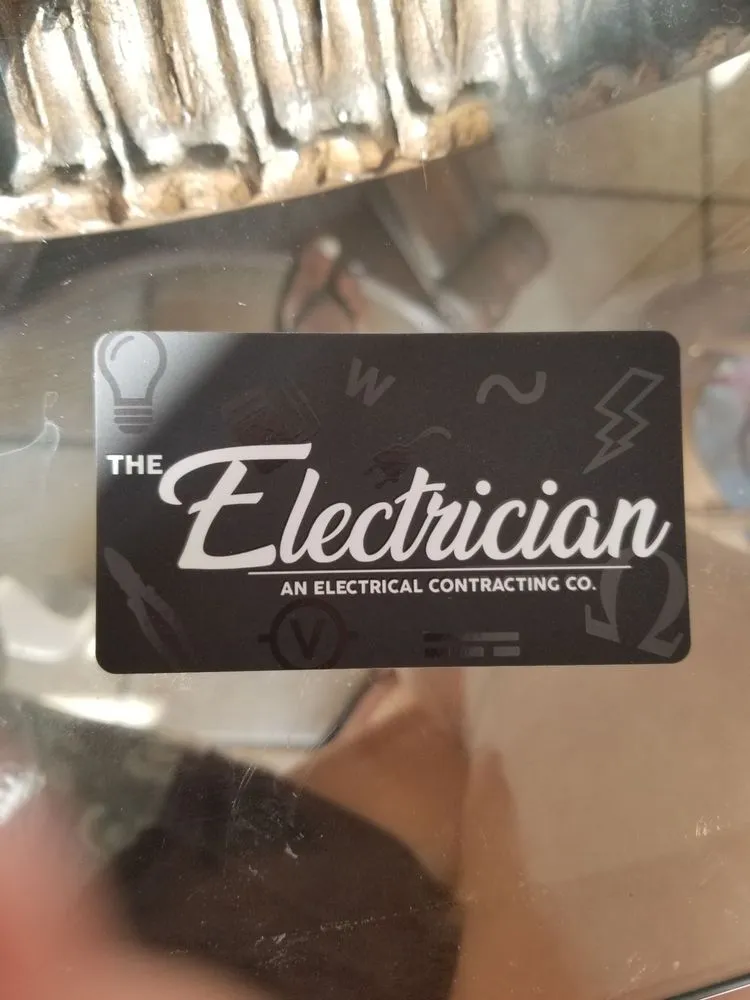 W
~
THE Electrician
AN ELECTRICAL CONTRACTING CO.
Ω
V